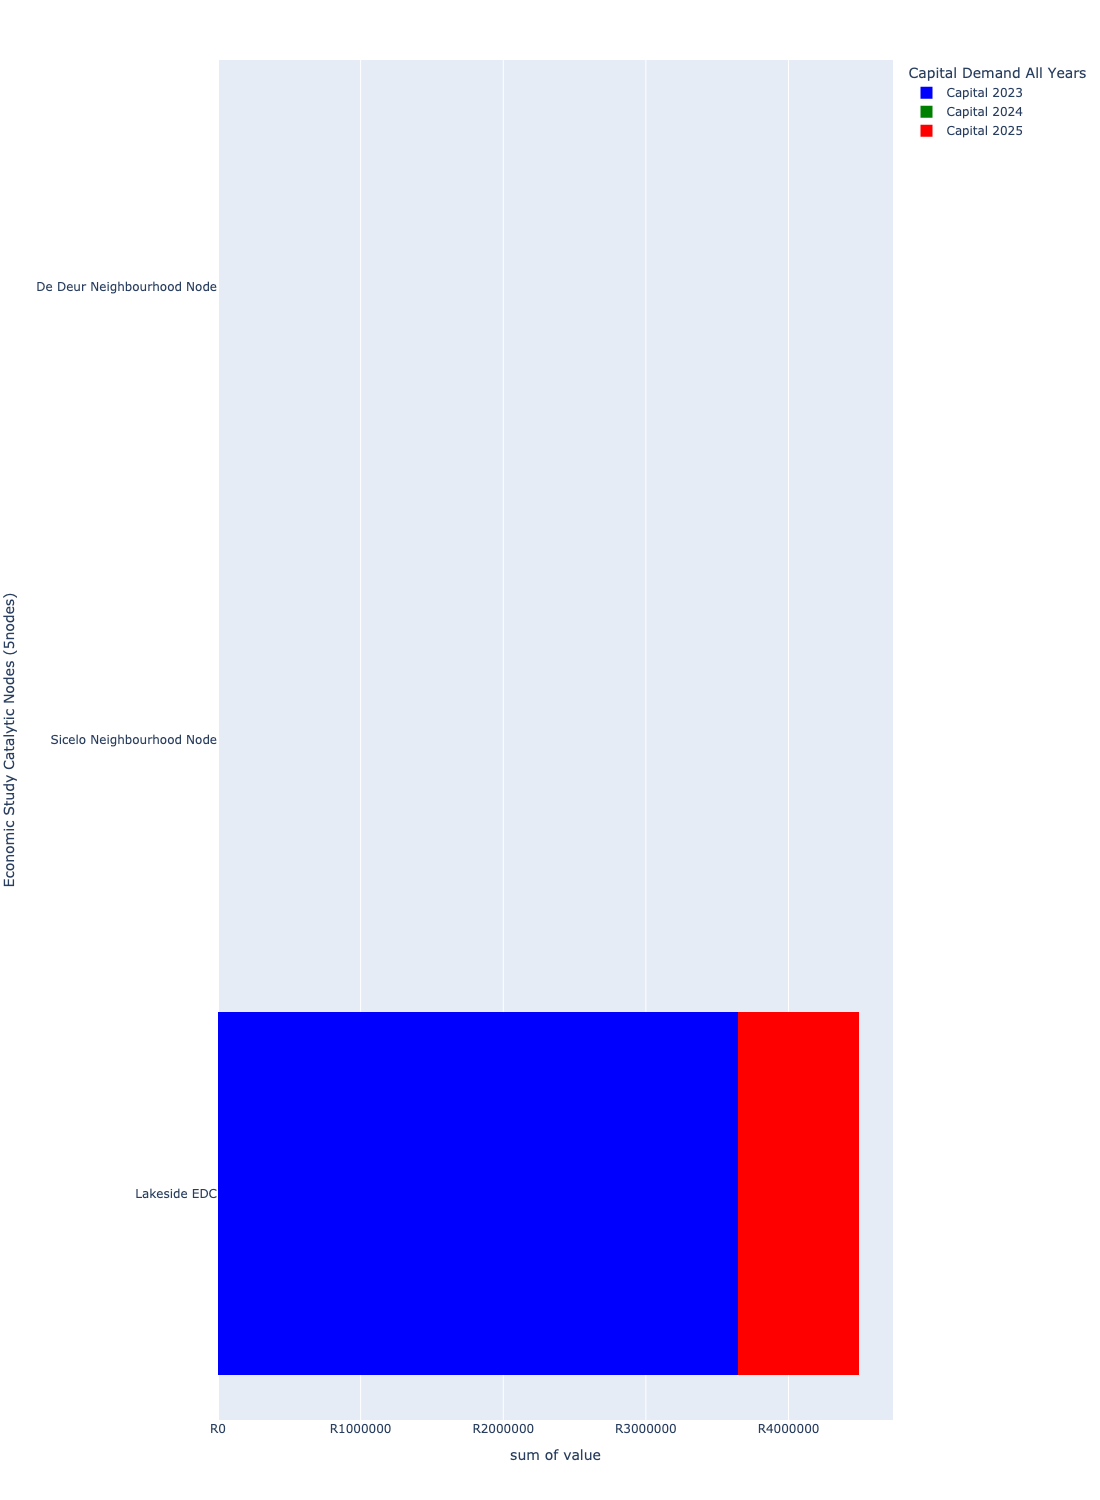 Capital Demand All Years
Capital 2023
Capital 2024
Capital 2025
Economic Study Catalytic Nodes (5nodes)
De Deur Neighbourhood Node
Sicelo Neighbourhood Node
Lakeside EDC
R0 R1000000 R2000000 R3000000 R4000000
sum of value